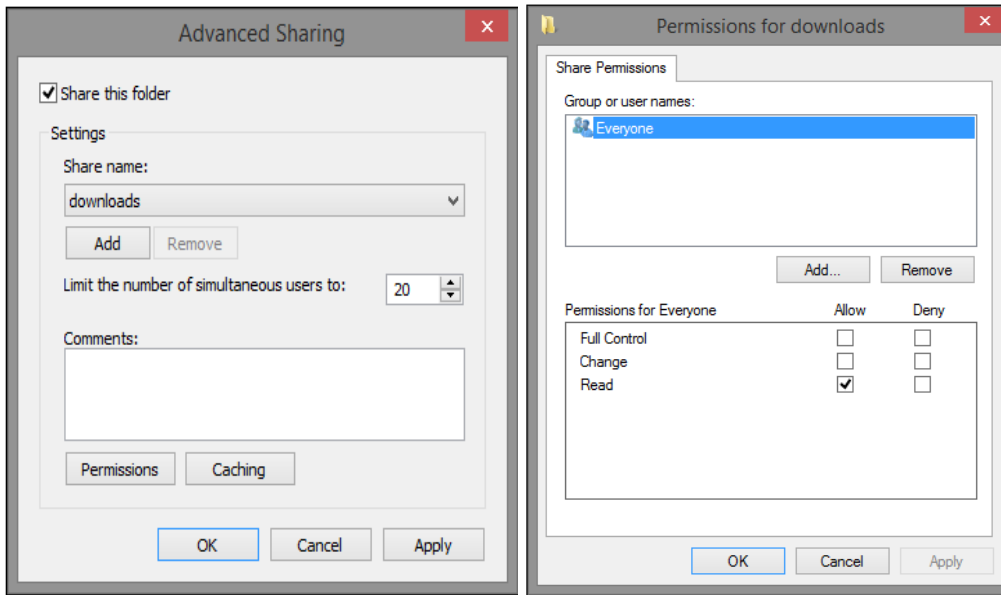 Advanced Sharing
Share this folder
Settings
Share name:
downloads
Add Remove
Limit the number of simultaneous users to: 20
Comments:
Permissions Caching
OK Cancel Apply
Permissions for downloads
Share Permissions
Group or user names:
Everyone
Add... Remove
Permissions for Everyone Allow Deny
Full Control
Change
Read
OK Cancel Apply